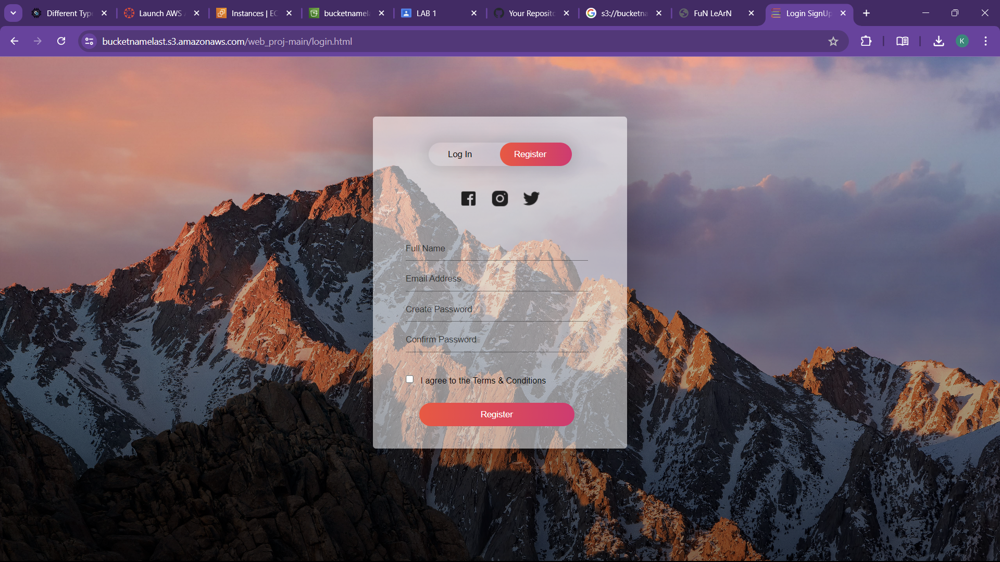 Different Typ
Launch AWS
Instances | EC
bucketnamela
LAB 1
Your Reposito
s3://bucketna
FuN LeArN
Login SignUp
bucketnamelast.s3.amazonaws.com/web_proj-main/login.html
K
Log In
Register
Full Name
Email Address
Create Password
Confirm Password
I agree to the Terms & Conditions
Register